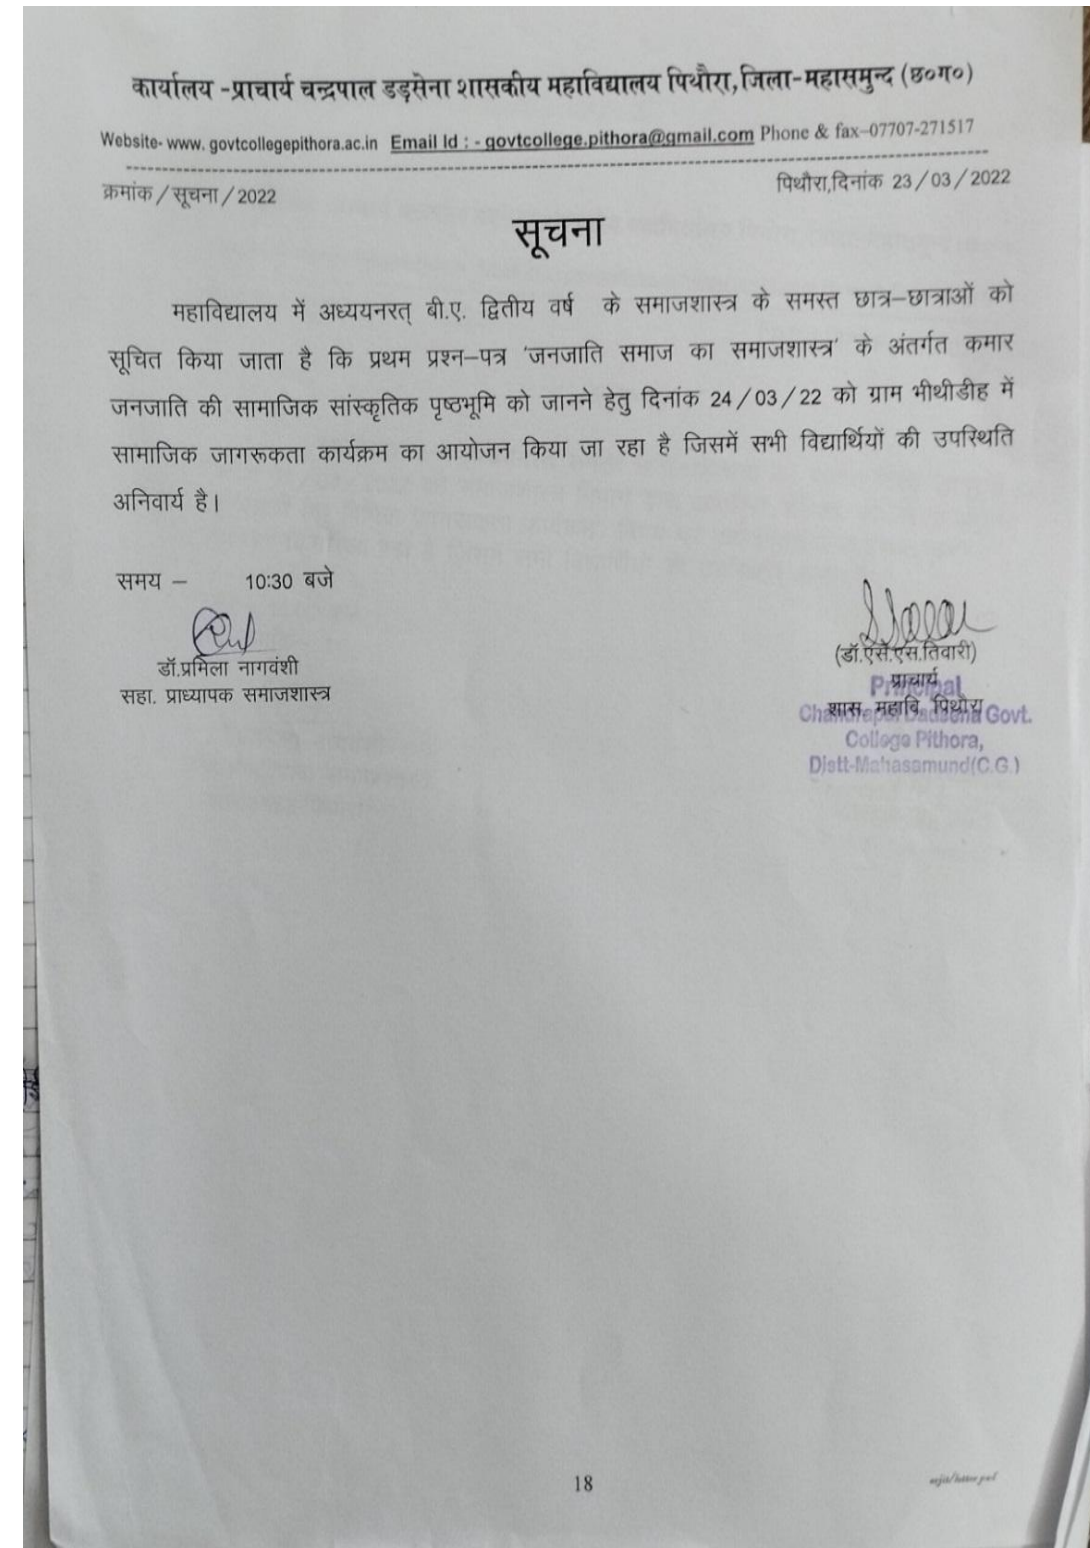 कार्यालय -प्राचार्य चन्द्रपाल डड़सेना शासकीय महाविद्यालय पिथौरा,जिला-महासमुन्द (छ०ग०)
Website- www. govtcollegepithora.ac.in Email Id : - govtcollege.pithora@gmail.com Phone & fax–07707-271517
क्रमांक / सूचना / 2022 पिथौरा,दिनांक 23 / 03 / 2022
सूचना
महाविद्यालय में अध्ययनरत् बी.ए. द्वितीय वर्ष के समाजशास्त्र के समस्त छात्र–छात्राओं को
सूचित किया जाता है कि प्रथम प्रश्न–पत्र 'जनजाति समाज का समाजशास्त्र' के अंतर्गत कमार
जनजाति की सामाजिक सांस्कृतिक पृष्ठभूमि को जानने हेतु दिनांक 24 / 03 / 22 को ग्राम भीथीडीह में
सामाजिक जागरूकता कार्यक्रम का आयोजन किया जा रहा है जिसमें सभी विद्यार्थियों की उपस्थिति
अनिवार्य है।
समय – 10:30 बजे
डॉ.प्रमिला नागवंशी
सहा. प्राध्यापक समाजशास्त्र
(डॉ.एस.एस.तिवारी)
प्राचार्य
Principal
शास. महावि. पिथौरा
Chandrapal Dadsena Govt.
College Pithora,
Distt-Mahasamund(C.G.)
18